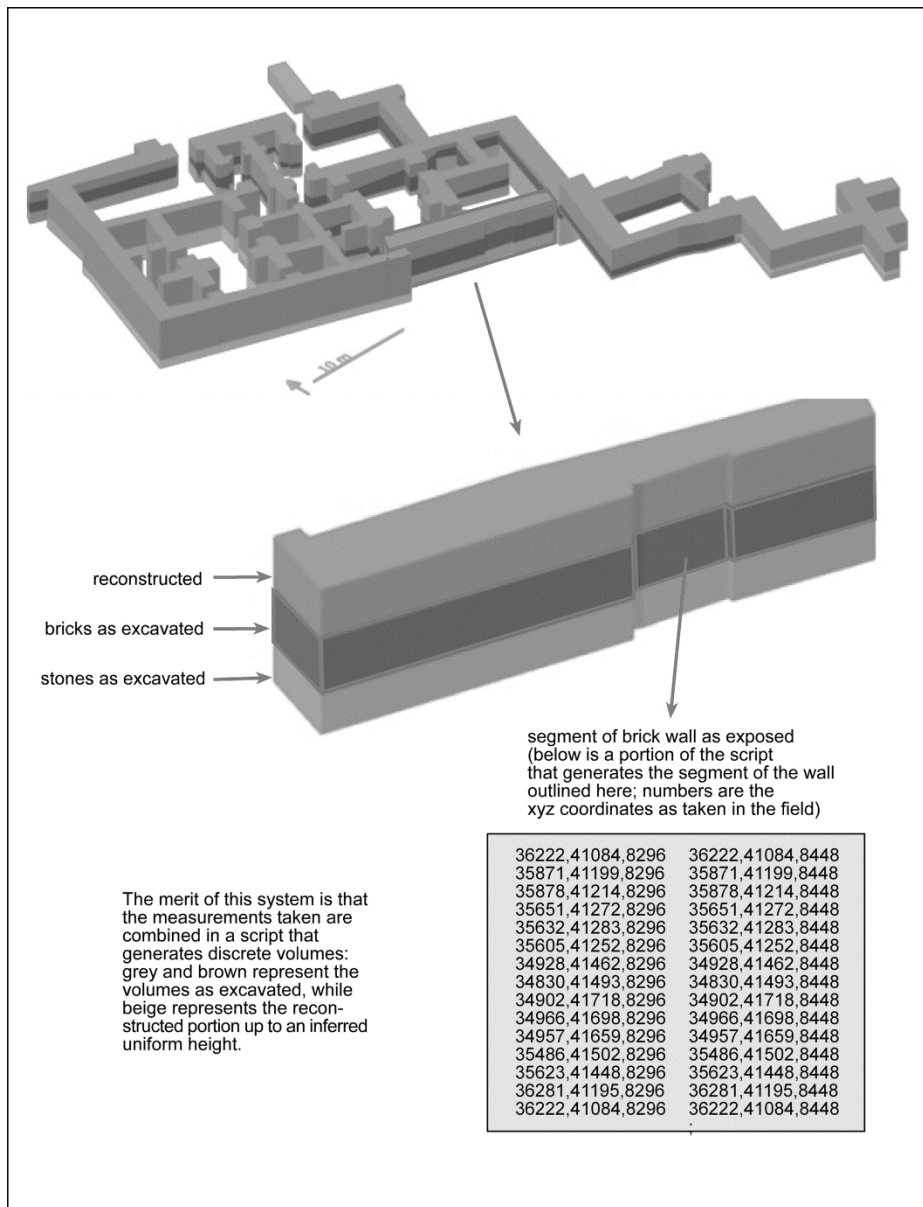 10 m
reconstructed
bricks as excavated
stones as excavated
segment of brick wall as exposed
(below is a portion of the script
that generates the segment of the wall
outlined here; numbers are the
xyz coordinates as taken in the field)
36222,41084,8296 36222,41084,8448
35871,41199,8296 35871,41199,8448
35878,41214,8296 35878,41214,8448
35651,41272,8296 35651,41272,8448
35632,41283,8296 35632,41283,8448
35605,41252,8296 35605,41252,8448
34928,41462,8296 34928,41462,8448
34830,41493,8296 34830,41493,8448
34902,41718,8296 34902,41718,8448
34966,41698,8296 34966,41698,8448
34957,41659,8296 34957,41659,8448
35486,41502,8296 35486,41502,8448
35623,41448,8296 35623,41448,8448
36281,41195,8296 36281,41195,8448
36222,41084,8296 36222,41084,8448
;
The merit of this system is that
the measurements taken are
combined in a script that
generates discrete volumes:
grey and brown represent the
volumes as excavated, while
beige represents the recon-
structed portion up to an inferred
uniform height.